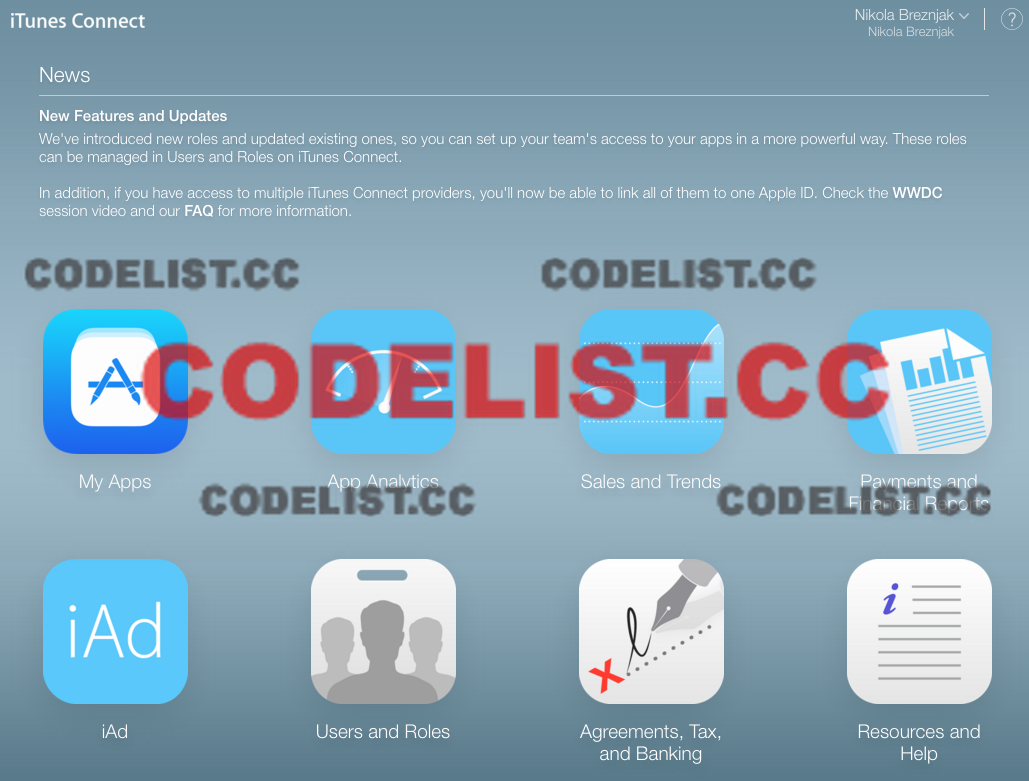 iTunes Connect
Nikola Breznjak
Nikola Breznjak
?
News
New Features and Updates
We've introduced new roles and updated existing ones, so you can set up your team's access to your apps in a more powerful way. These roles
can be managed in Users and Roles on iTunes Connect.
In addition, if you have access to multiple iTunes Connect providers, you'll now be able to link all of them to one Apple ID. Check the WWDC
session video and our FAQ for more information.
CODELIST.CC
CODELIST.CC
CODELIST.CC
My Apps
App Analytics
Sales and Trends
Payments and
Financial Reports
CODELIST.CC
CODELIST.CC
iAd
i
iAd
Users and Roles
Agreements, Tax,
and Banking
Resources and
Help